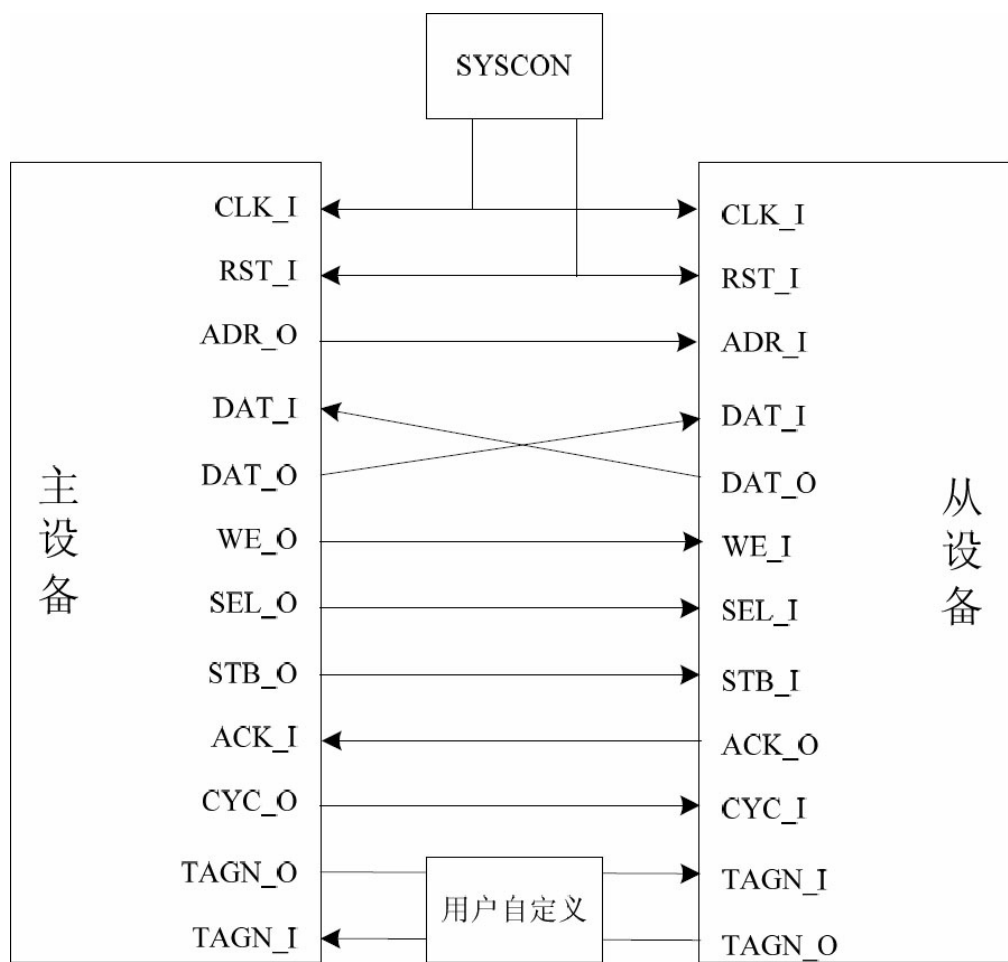 SYSCON
CLK_I
CLK_I
RST_I
RST_I
ADR_O
ADR_I
DAT_I
DAT_I
DAT_O
DAT_O
主设备
从设备
WE_O
WE_I
SEL_O
SEL_I
STB_O
STB_I
ACK_I
ACK_O
CYC_O
CYC_I
TAGN_O
TAGN_I
用户自定义
TAGN_I
TAGN_O